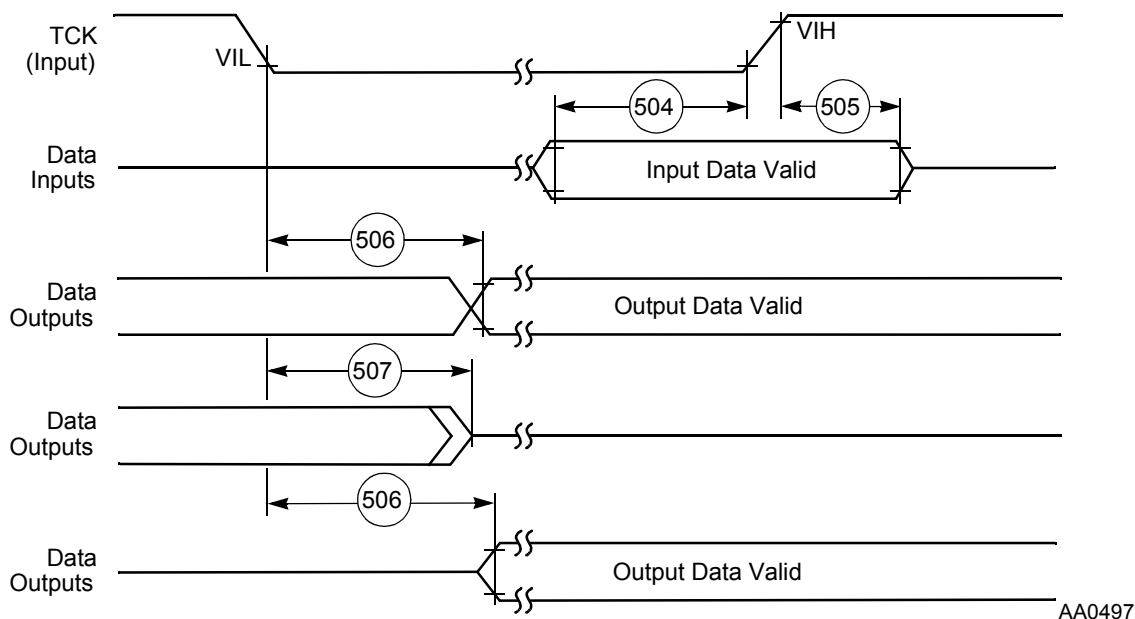 TCK
(Input)
VIL
VIH
504
505
Data
Inputs
Input Data Valid
506
Data
Outputs
Output Data Valid
507
Data
Outputs
506
Data
Outputs
Output Data Valid
AA0497